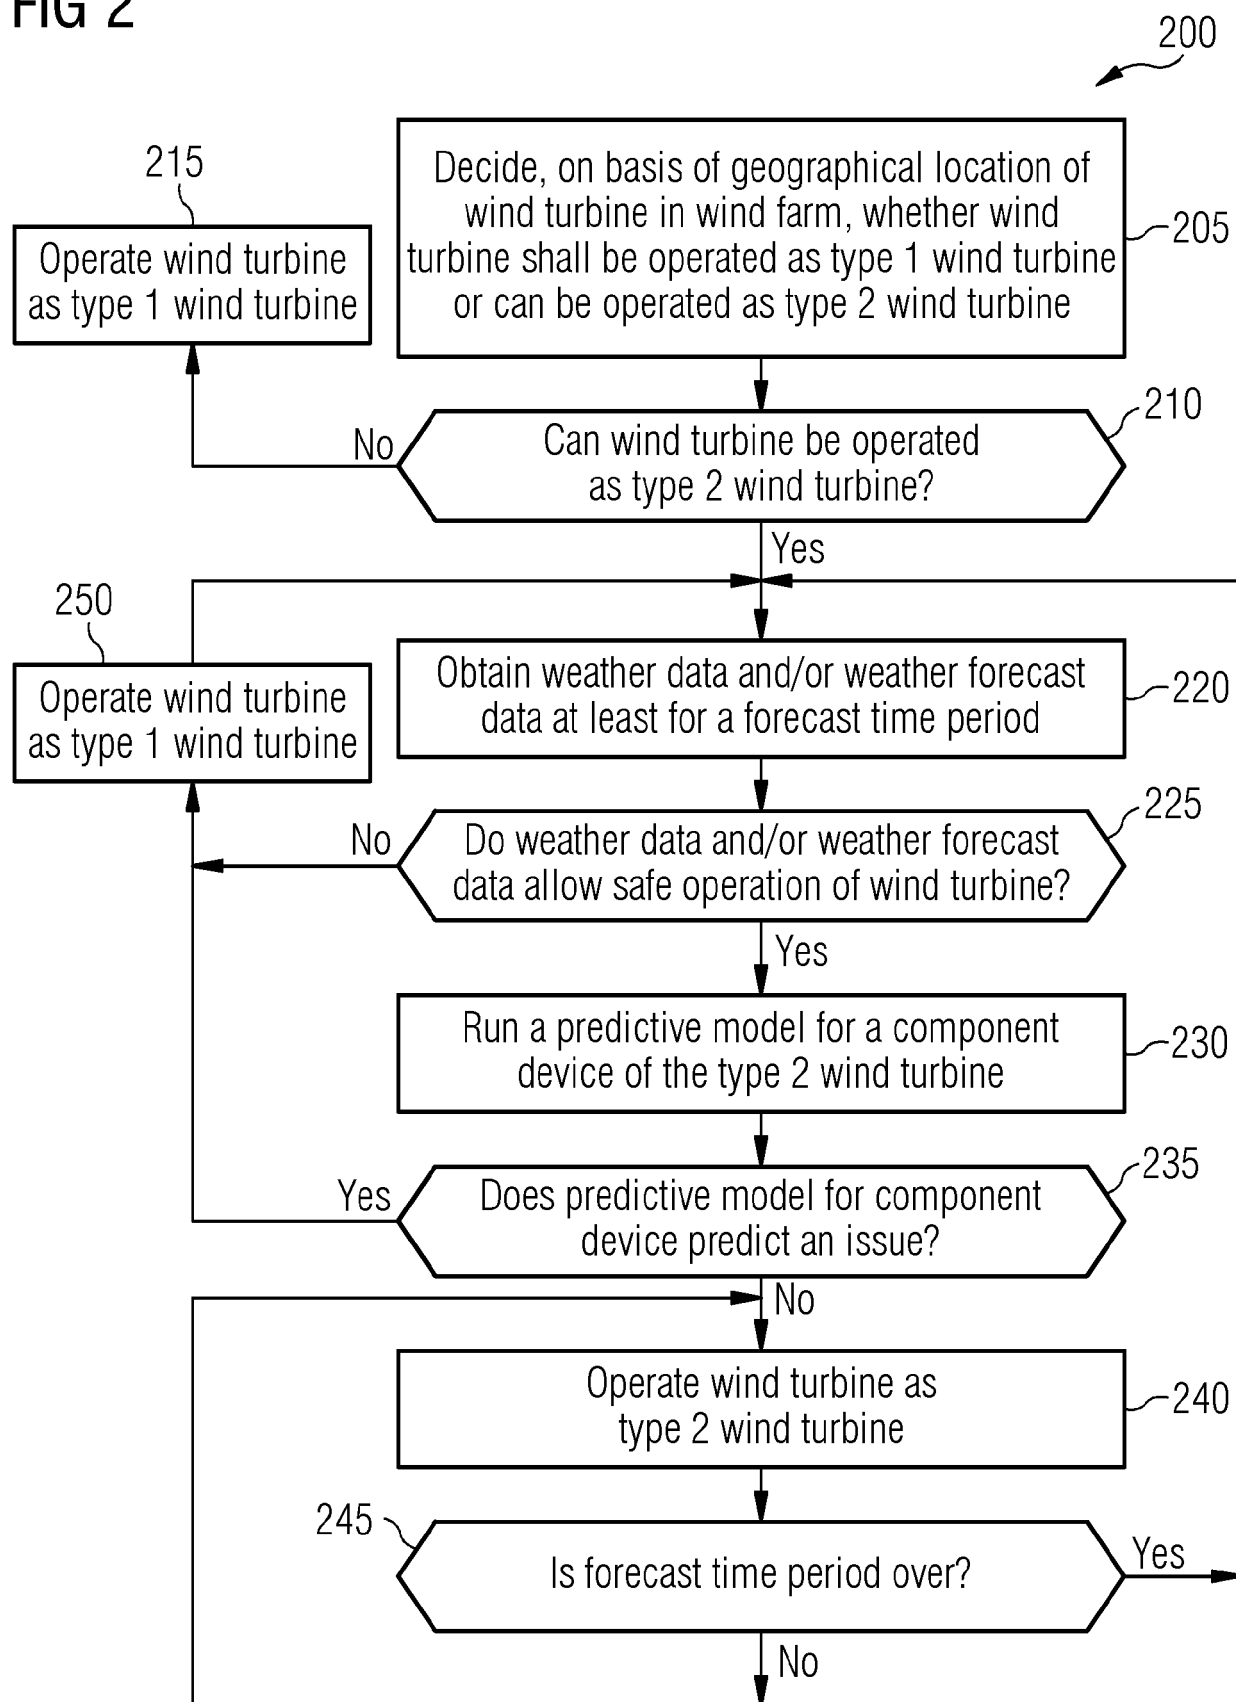 FIG 2
200
Decide, on basis of geographical location of
wind turbine in wind farm, whether wind
turbine shall be operated as type 1 wind turbine
or can be operated as type 2 wind turbine
205
215
Operate wind turbine
as type 1 wind turbine
210
Can wind turbine be operated
as type 2 wind turbine?
No
Yes
250
Operate wind turbine
as type 1 wind turbine
Obtain weather data and/or weather forecast
data at least for a forecast time period
220
225
Do weather data and/or weather forecast
data allow safe operation of wind turbine?
No
Yes
Run a predictive model for a component
device of the type 2 wind turbine
230
235
Does predictive model for component
device predict an issue?
Yes
No
Operate wind turbine as
type 2 wind turbine
240
245
Is forecast time period over?
Yes
No